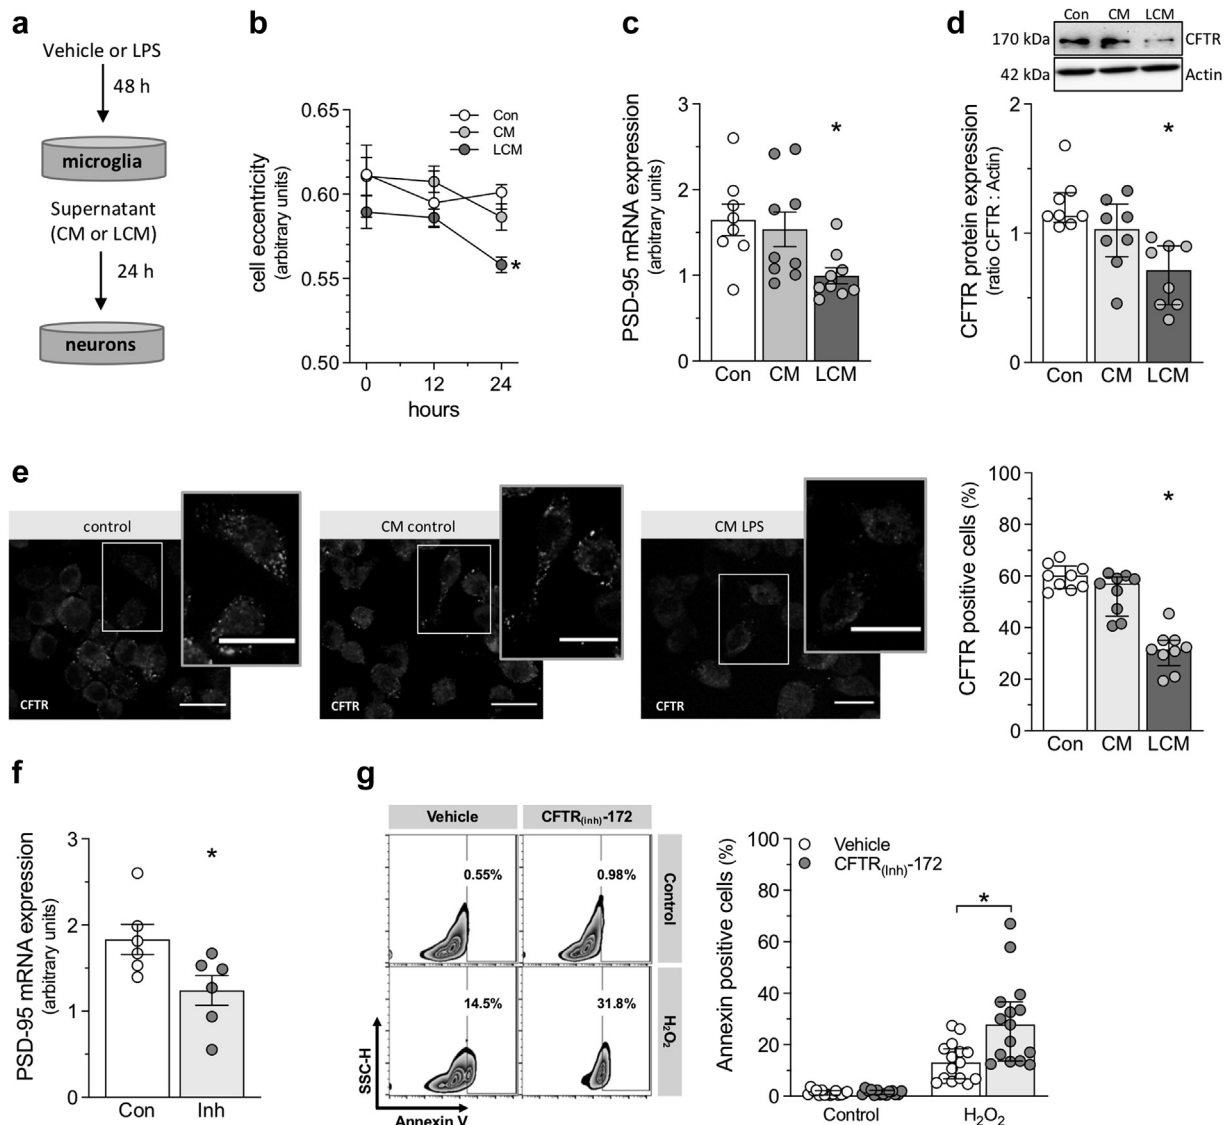 a
Vehicle or LPS
48 h
microglia
Supernatant
(CM or LCM)
24 h
neurons
b
cell eccentricity
(arbitrary units)
0.65
0.60
0.55
0.50
Con
CM
LCM
*
0 12 24
hours
c
PSD-95 mRNA expression
(arbitrary units)
3
2
1
0
*
Con CM LCM
d
Con CM LCM
170 kDa CFTR
42 kDa Actin
CFTR protein expression
(ratio CFTR : Actin)
2
1
0
*
Con CM LCM
e
control
CFTR
CM control
CFTR
CM LPS
CFTR
CFTR positive cells (%)
100
80
60
40
20
0
*
Con CM LCM
f
PSD-95 mRNA expression
(arbitrary units)
3
2
1
0
*
Con Inh
g
Vehicle CFTR(inh)-172
0.55% 0.98% Control
14.5% 31.8% H2O2
SSC-H
Annexin V
Annexin positive cells (%)
100
80
60
40
20
0
Vehicle
CFTR(Inh)-172
*
Control H2O2